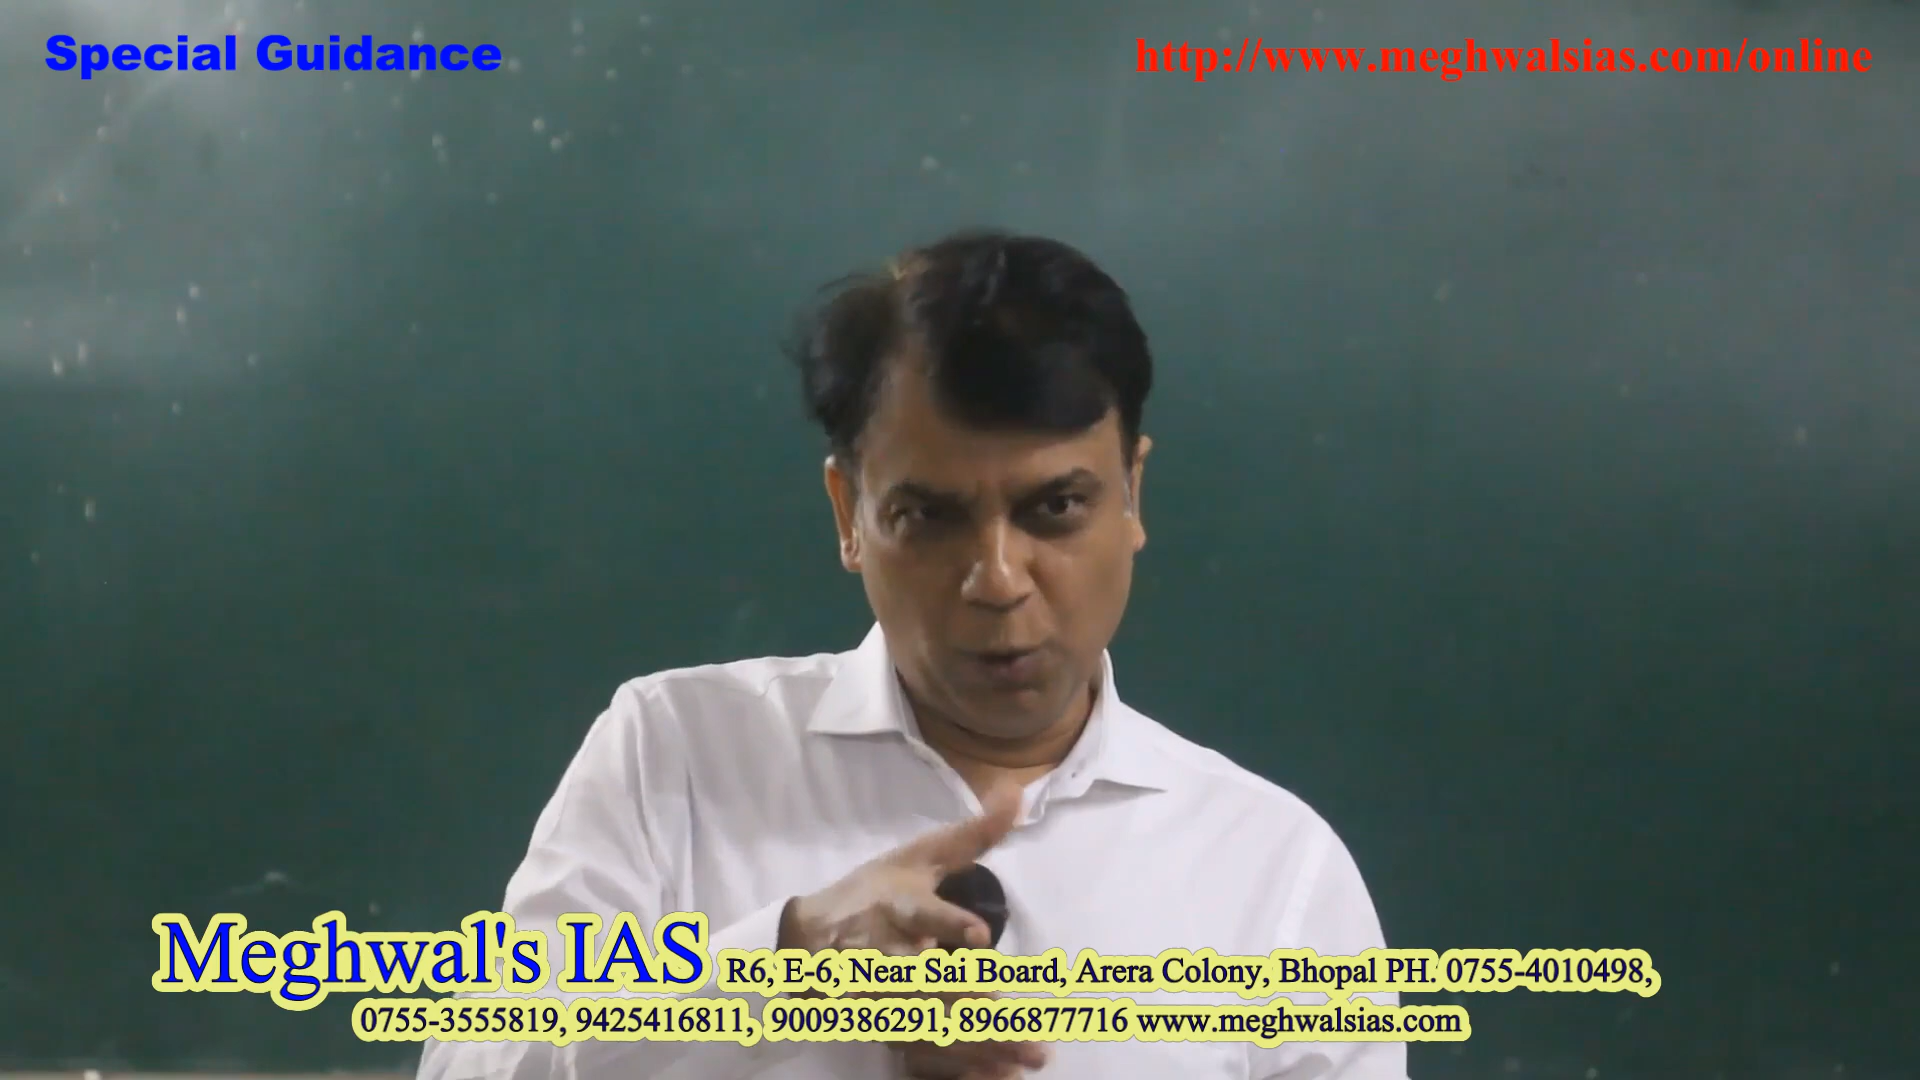 Special Guidance
http://www.meghwalsias.com/online
Meghwal's IAS R6, E-6, Near Sai Board, Arera Colony, Bhopal PH. 0755-4010498,
0755-3555819, 9425416811, 9009386291, 8966877716 www.meghwalsias.com